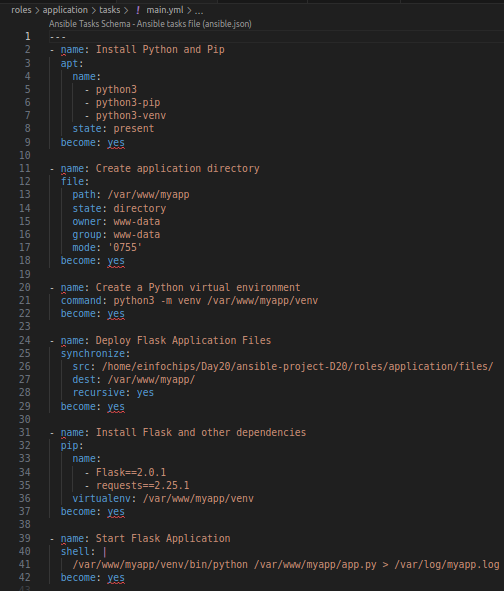 roles > application > tasks > ! main.yml > ...
Ansible Tasks Schema - Ansible tasks file (ansible.json)
1 ---
2 - name: Install Python and Pip
3   apt:
4     name:
5       - python3
6       - python3-pip
7       - python3-venv
8     state: present
9   become: yes
10
11 - name: Create application directory
12   file:
13     path: /var/www/myapp
14     state: directory
15     owner: www-data
16     group: www-data
17     mode: '0755'
18   become: yes
19
20 - name: Create a Python virtual environment
21   command: python3 -m venv /var/www/myapp/venv
22   become: yes
23
24 - name: Deploy Flask Application Files
25   synchronize:
26     src: /home/einfochips/Day20/ansible-project-D20/roles/application/files/
27     dest: /var/www/myapp/
28     recursive: yes
29   become: yes
30
31 - name: Install Flask and other dependencies
32   pip:
33     name:
34       - Flask==2.0.1
35       - requests==2.25.1
36     virtualenv: /var/www/myapp/venv
37   become: yes
38
39 - name: Start Flask Application
40   shell: |
41     /var/www/myapp/venv/bin/python /var/www/myapp/app.py > /var/log/myapp.log
42   become: yes
43